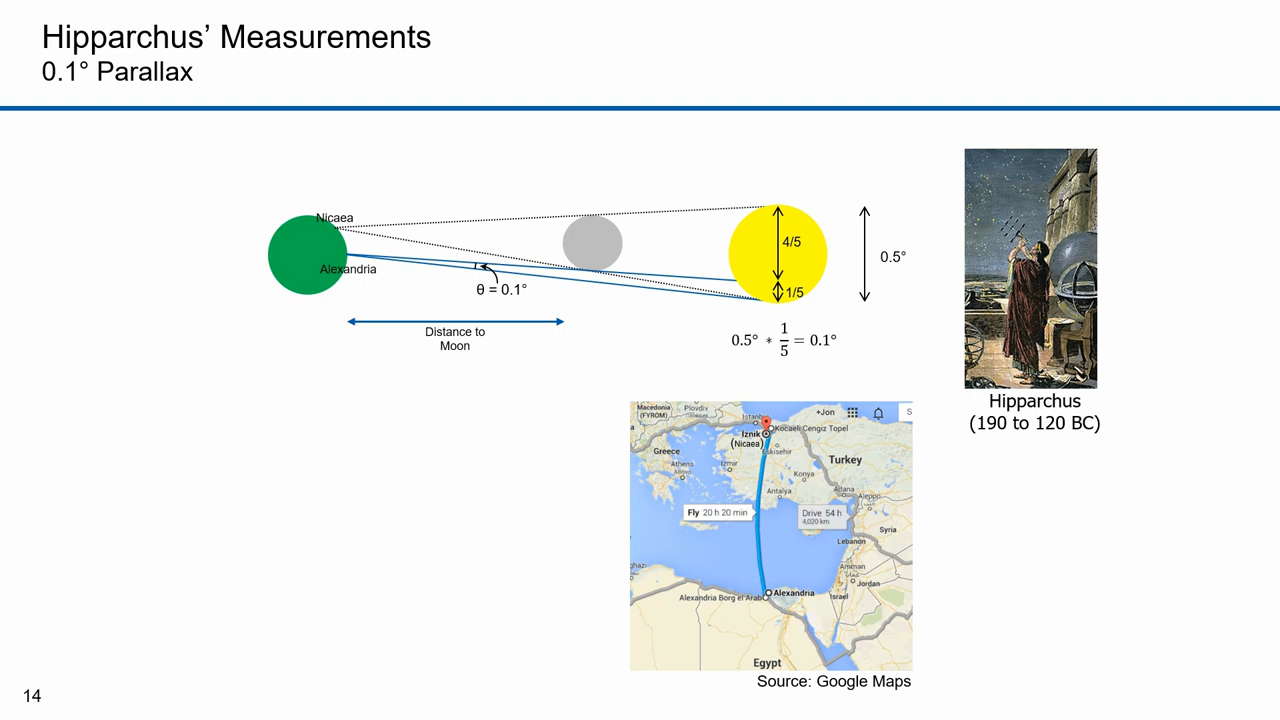 Hipparchus’ Measurements
0.1° Parallax
Nicaea
Alexandria
θ = 0.1°
4/5
1/5
0.5°
Distance to
Moon
0.5° ∗ 1/5 = 0.1°
Hipparchus
(190 to 120 BC)
Macedonia
(FYROM)
Plovdiv
Istanb
+Jon
S
Kocaeli Cengiz Topel
İznik
(Nicaea)
Eskisehir
Greece
Athens
Izmir
Turkey
Konya
Antalya
Adana
Aleppo
Fly 20 h 20 min
Drive 54 h
4,020 km
Syria
Lebanon
Amman
Jordan
Israel
ghazi
Alexandria
Alexandria Borg el Arab
Egypt
Source: Google Maps
14